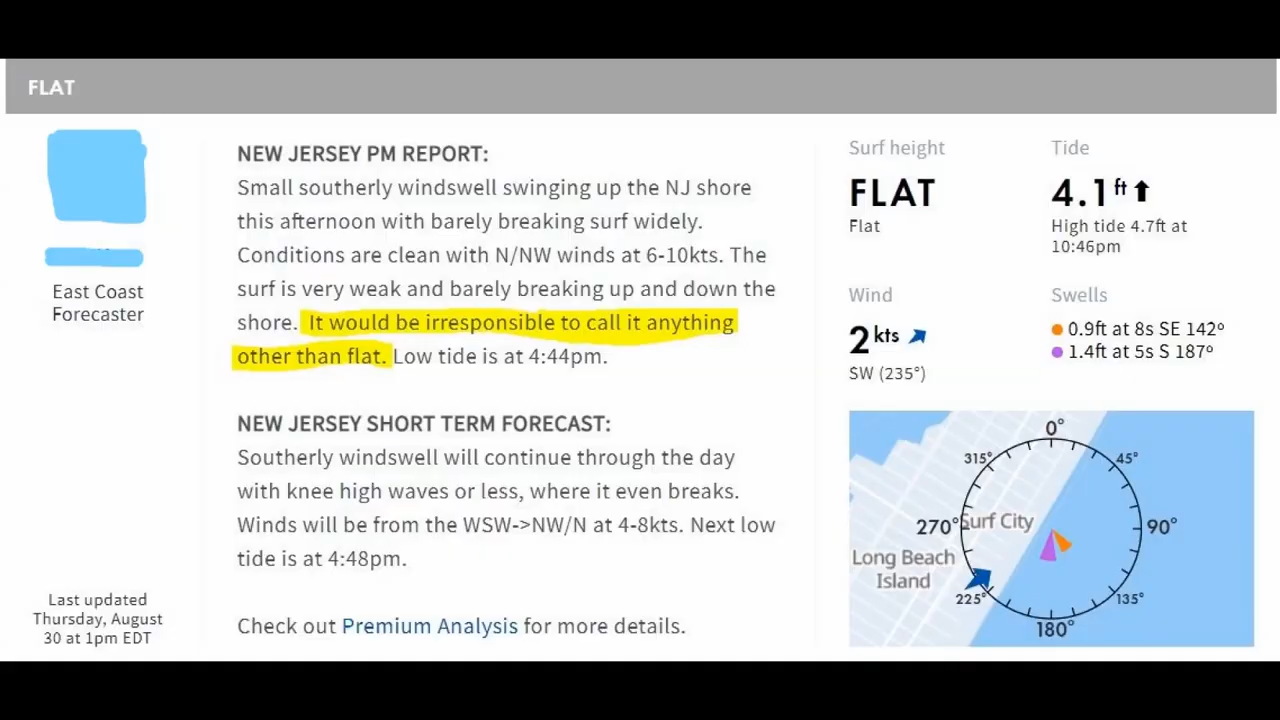 FLAT
East Coast
Forecaster
Last updated
Thursday, August
30 at 1pm EDT
NEW JERSEY PM REPORT:
Small southerly windswell swinging up the NJ shore
this afternoon with barely breaking surf widely.
Conditions are clean with N/NW winds at 6-10kts. The
surf is very weak and barely breaking up and down the
shore. It would be irresponsible to call it anything
other than flat. Low tide is at 4:44pm.
NEW JERSEY SHORT TERM FORECAST:
Southerly windswell will continue through the day
with knee high waves or less, where it even breaks.
Winds will be from the WSW->NW/N at 4-8kts. Next low
tide is at 4:48pm.
Check out Premium Analysis for more details.
Surf height
FLAT
Flat
Tide
4.1 ft
High tide 4.7ft at
10:46pm
Wind
2 kts
SW (235°)
Swells
0.9ft at 8s SE 142º
1.4ft at 5s S 187º
0°
315°
45°
270°
Surf City
90°
Long Beach
Island
225°
135°
180°